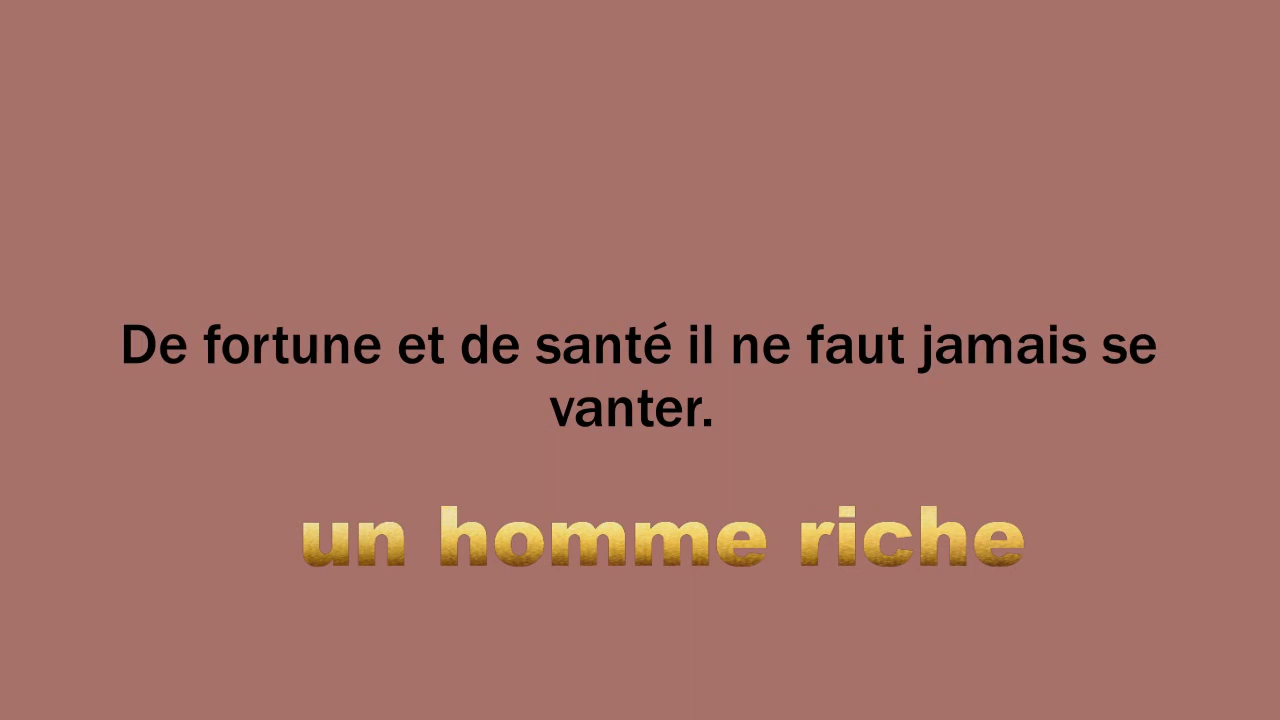 De fortune et de santé il ne faut jamais se
vanter.
un homme riche